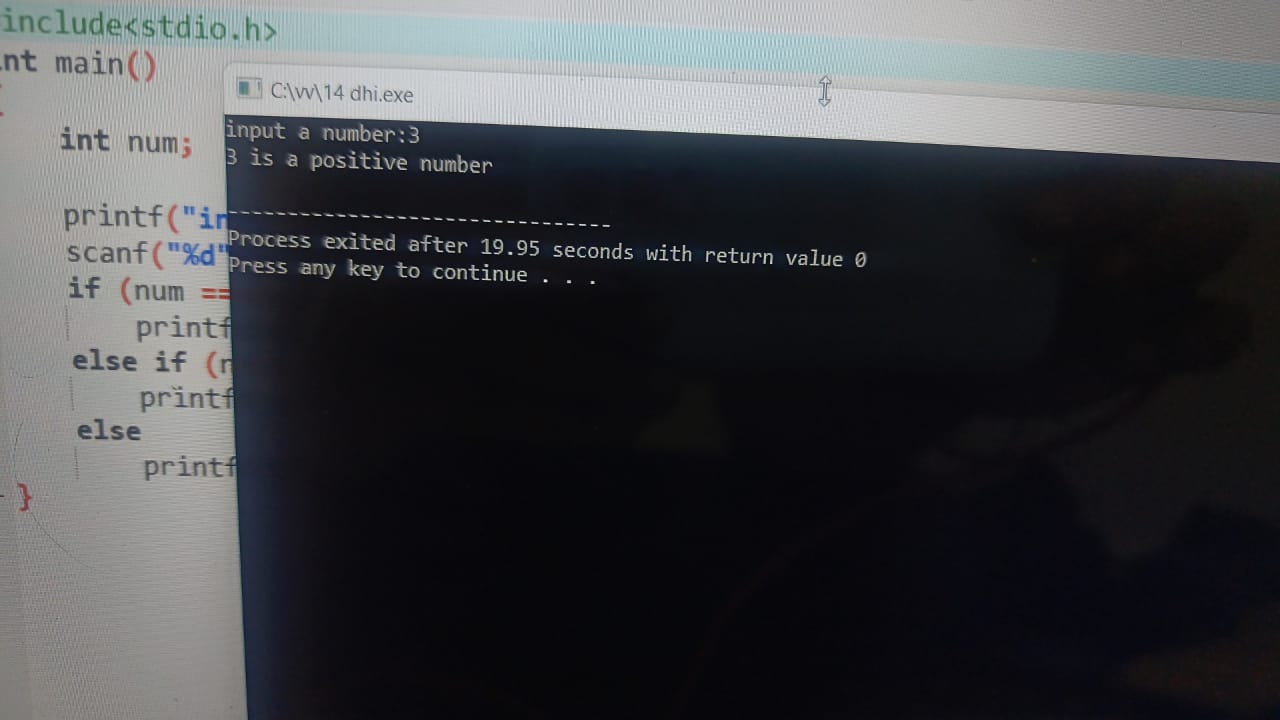 include<stdio.h>
nt main()
int num;
printf("in
scanf("%d"
if (num ==
printf
else if (n
printf
else
printf
}
C:\vv\14 dhi.exe
input a number:3
3 is a positive number
--------------------------------
Process exited after 19.95 seconds with return value 0
Press any key to continue . . .